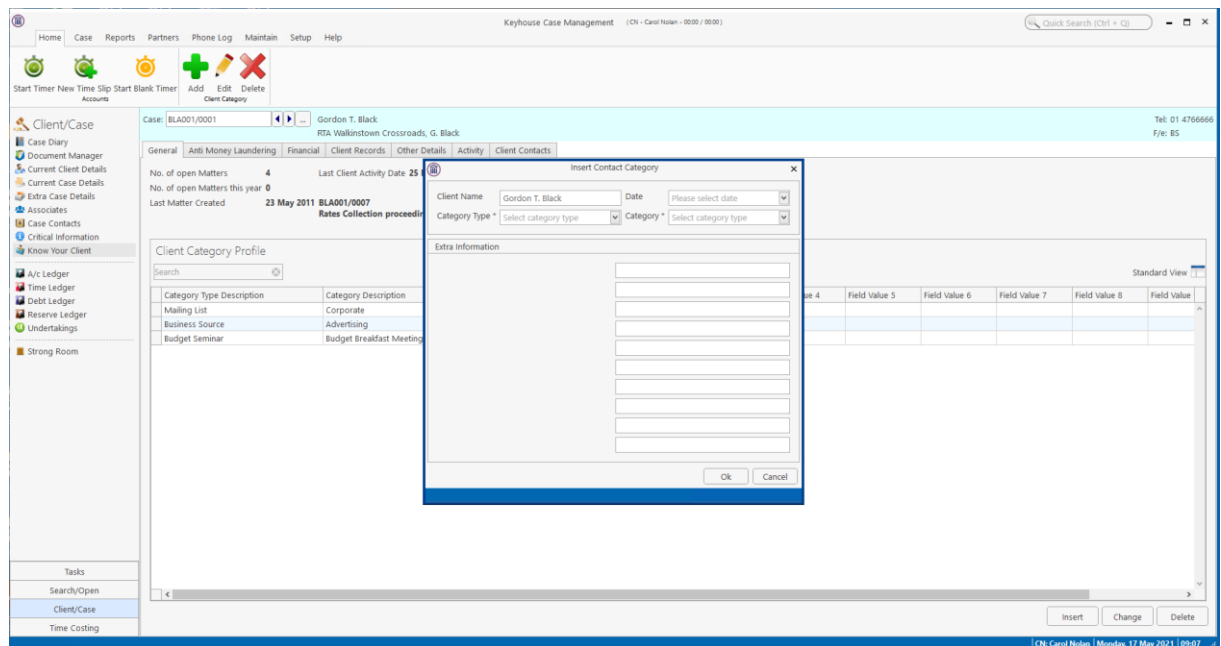 Keyhouse Case Management (CN - Carol Nolan - 00:00 / 00:00)
Quick Search (Ctrl + Q)
Home Case Reports Partners Phone Log Maintain Setup Help
Start Timer New Time Slip Start Blank Timer Add Edit Delete
Accounts Client Category
Client/Case
Case Diary
Document Manager
Current Client Details
Current Case Details
Extra Case Details
Associates
Case Contacts
Critical Information
Know Your Client
A/c Ledger
Time Ledger
Debt Ledger
Reserve Ledger
Undertakings
Strong Room
Tasks
Search/Open
Client/Case
Time Costing
Case: BLA001/0001 ... Gordon T. Black Tel: 01 4766666
RTA Walkinstown Crossroads, G. Black F/e: BS
General Anti Money Laundering Financial Client Records Other Details Activity Client Contacts
No. of open Matters 4 Last Client Activity Date 25
No. of open Matters this year 0
Last Matter Created 23 May 2011 BLA001/0007
Rates Collection proceedin
Client Category Profile
Search
Standard View
Category Type Description Category Description ue 4 Field Value 5 Field Value 6 Field Value 7 Field Value 8 Field Value
Mailing List Corporate
Business Source Advertising
Budget Seminar Budget Breakfast Meeting
Insert Contact Category
Client Name Gordon T. Black Date Please select date
Category Type * Select category type Category * Select category type
Extra Information
Ok Cancel
Insert Change Delete
CN: Carol Nolan Monday, 17 May 2021 09:07